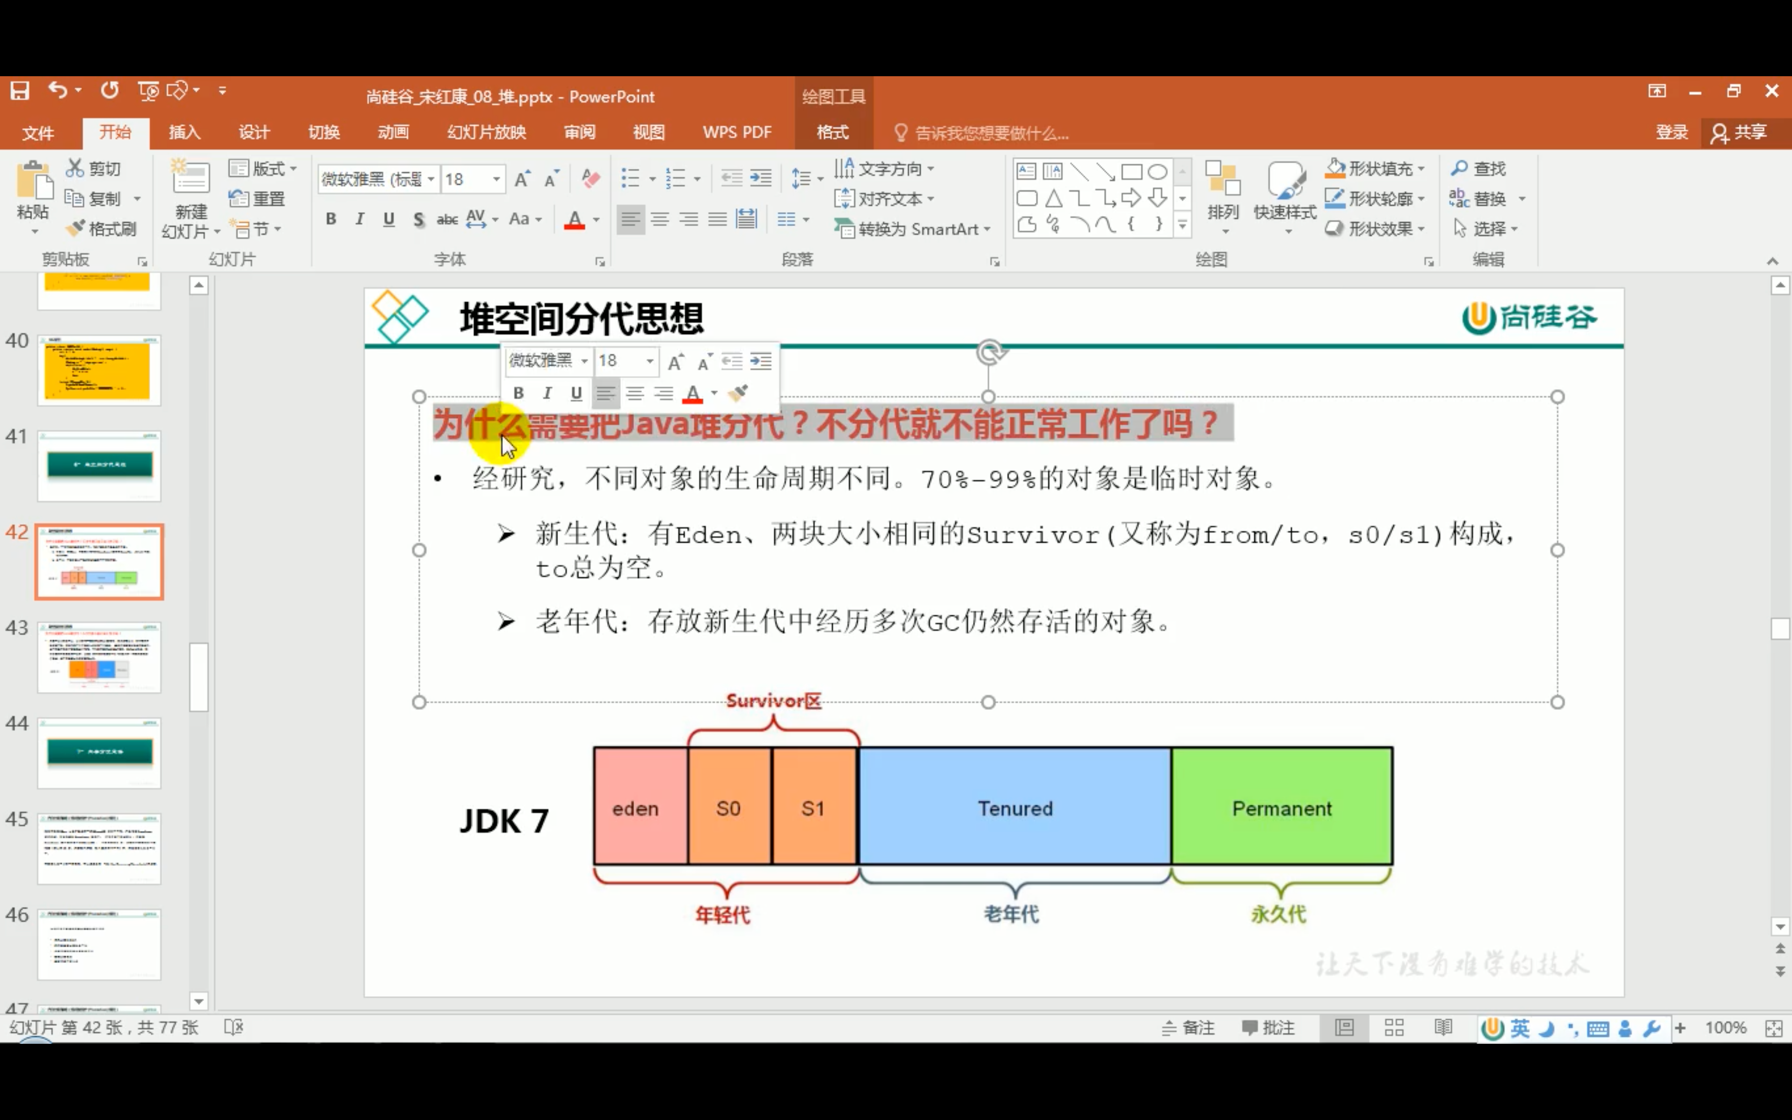 尚硅谷_宋红康_08_堆.pptx - PowerPoint
绘图工具
文件
开始
插入
设计
切换
动画
幻灯片放映
审阅
视图
WPS PDF
格式
告诉我您想要做什么...
登录
共享
粘贴
剪切
复制
格式刷
剪贴板
新建
幻灯片
版式
重置
节
幻灯片
微软雅黑 (标题
18
字体
文字方向
对齐文本
转换为 SmartArt
段落
排列
快速样式
形状填充
形状轮廓
形状效果
绘图
查找
替换
选择
编辑
40
41
42
43
44
45
46
47
堆空间分代思想
尚硅谷
微软雅黑
18
为什么需要把Java堆分代？不分代就不能正常工作了吗？
• 经研究，不同对象的生命周期不同。70%-99%的对象是临时对象。
➢ 新生代：有Eden、两块大小相同的Survivor(又称为from/to，s0/s1)构成，
to总为空。
➢ 老年代：存放新生代中经历多次GC仍然存活的对象。
Survivor区
JDK 7
eden
S0
S1
Tenured
Permanent
年轻代
老年代
永久代
让天下没有难学的技术
幻灯片 第 42 张，共 77 张
备注
批注
英
100%